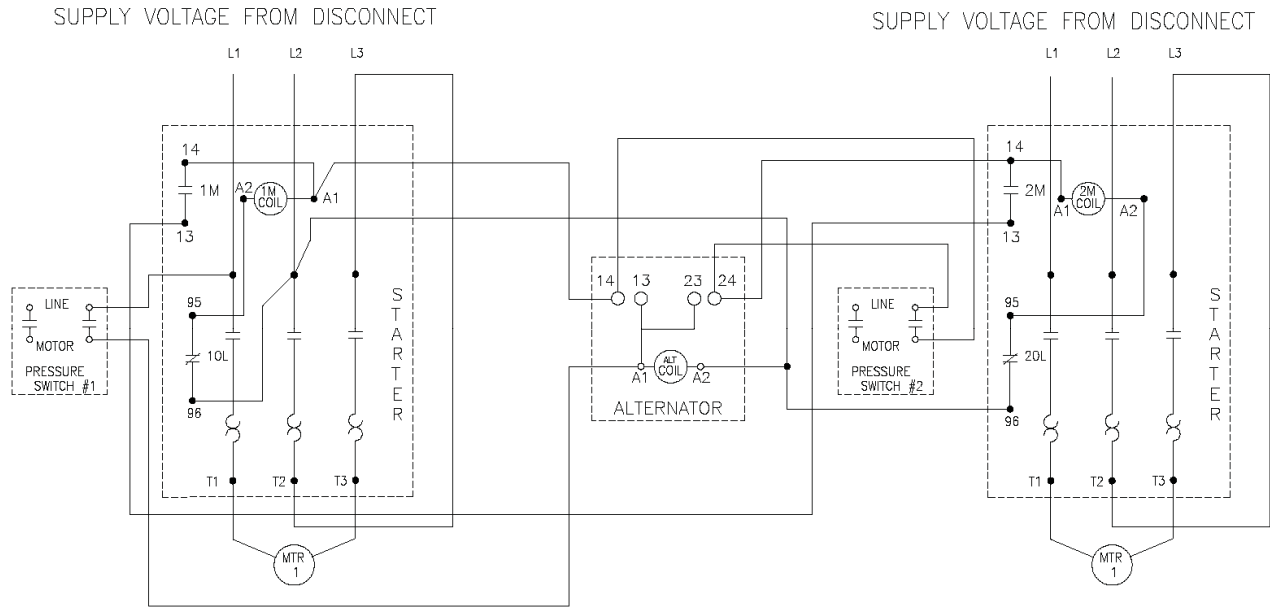 SUPPLY VOLTAGE FROM DISCONNECT
SUPPLY VOLTAGE FROM DISCONNECT
L1 L2 L3
L1 L2 L3
14
1M
A2
1M COIL
A1
13
LINE
MOTOR
PRESSURE
SWITCH #1
95
10L
96
STARTER
T1 T2 T3
MTR
1
14 13 23 24
A1
ALT
COIL
A2
ALTERNATOR
LINE
MOTOR
PRESSURE
SWITCH #2
14
2M
A1
2M
COIL
A2
13
95
20L
96
STARTER
T1 T2 T3
MTR
1